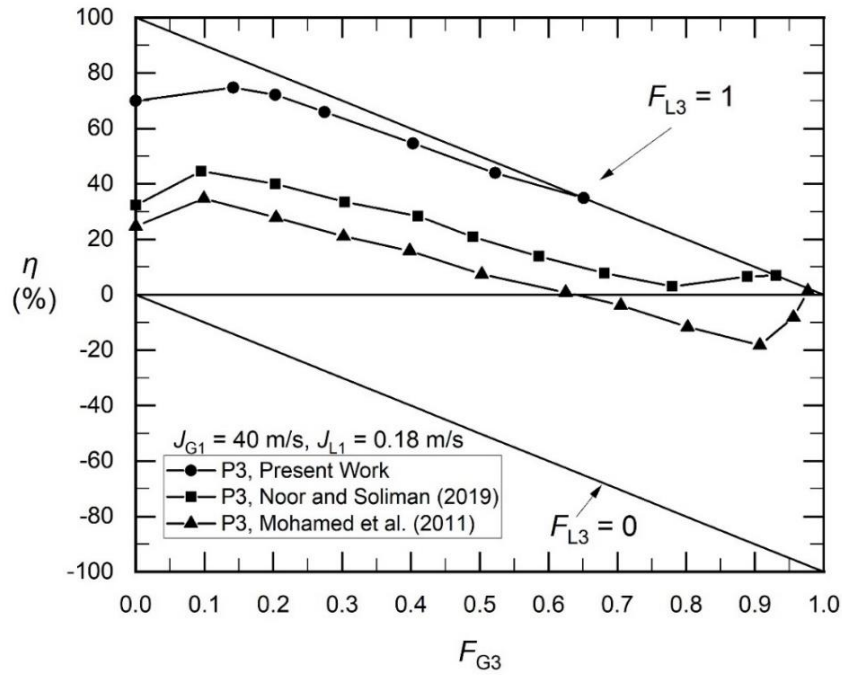 100
80
60
40
20
0
-20
-40
-60
-80
-100
η
(%)
F_L3 = 1
F_L3 = 0
J_G1 = 40 m/s, J_L1 = 0.18 m/s
P3, Present Work
P3, Noor and Soliman (2019)
P3, Mohamed et al. (2011)
0.0 0.1 0.2 0.3 0.4 0.5 0.6 0.7 0.8 0.9 1.0
F_G3